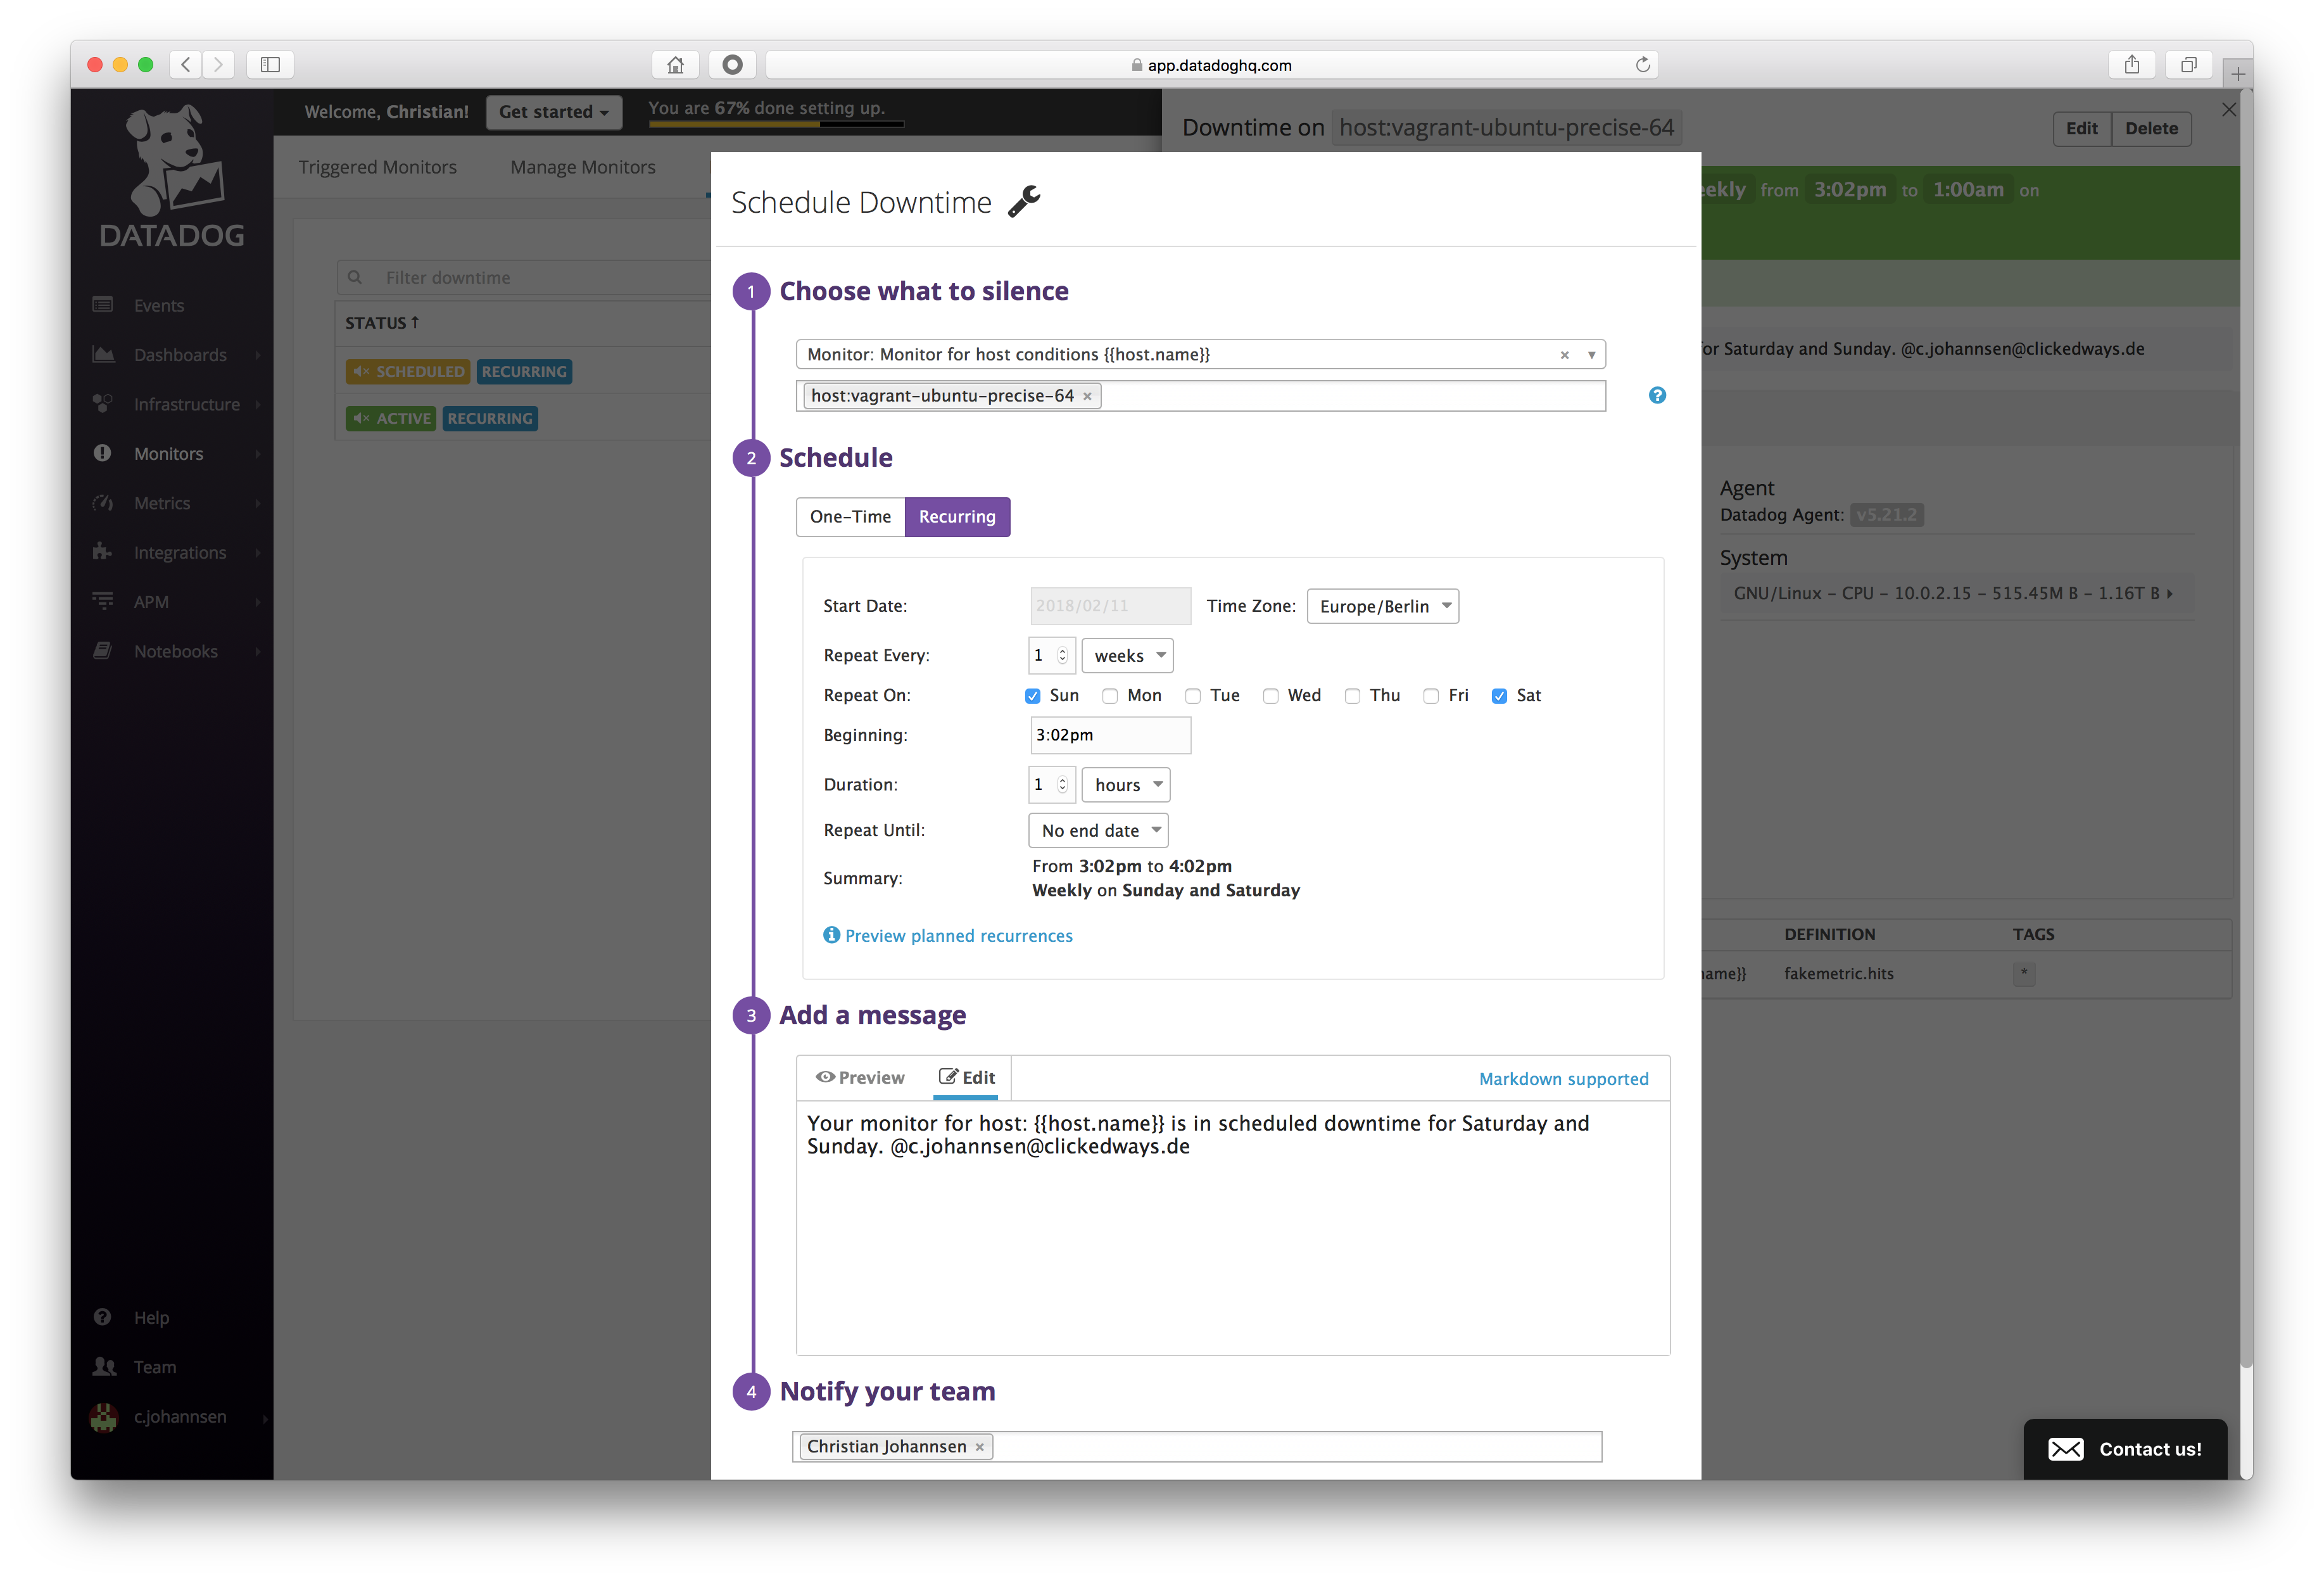 app.datadoghq.com
DATADOG
Welcome, Christian!
Get started
You are 67% done setting up.
Downtime on host:vagrant-ubuntu-precise-64
Edit
Delete
Triggered Monitors
Manage Monitors
from 3:02pm to 1:00am on
Filter downtime
STATUS
SCHEDULED
RECURRING
ACTIVE
RECURRING
Events
Dashboards
Infrastructure
Monitors
Metrics
Integrations
APM
Notebooks
Help
Team
c.johannsen
Schedule Downtime
1 Choose what to silence
Monitor: Monitor for host conditions {{host.name}} ×
host:vagrant-ubuntu-precise-64 ×
?
2 Schedule
One-Time
Recurring
Start Date: 2018/02/11 Time Zone: Europe/Berlin
Repeat Every: 1 weeks
Repeat On: Sun Mon Tue Wed Thu Fri Sat
Beginning: 3:02pm
Duration: 1 hours
Repeat Until: No end date
Summary: From 3:02pm to 4:02pm
Weekly on Sunday and Saturday
Preview planned recurrences
3 Add a message
Preview
Edit
Markdown supported
Your monitor for host: {{host.name}} is in scheduled downtime for Saturday and
Sunday. @c.johannsen@clickedways.de
4 Notify your team
Christian Johannsen ×
for Saturday and Sunday. @c.johannsen@clickedways.de
Agent
Datadog Agent: v5.21.2
System
GNU/Linux - CPU - 10.0.2.15 - 515.45M B - 1.16T B
DEFINITION
TAGS
fakemetric.hits
*
Contact us!